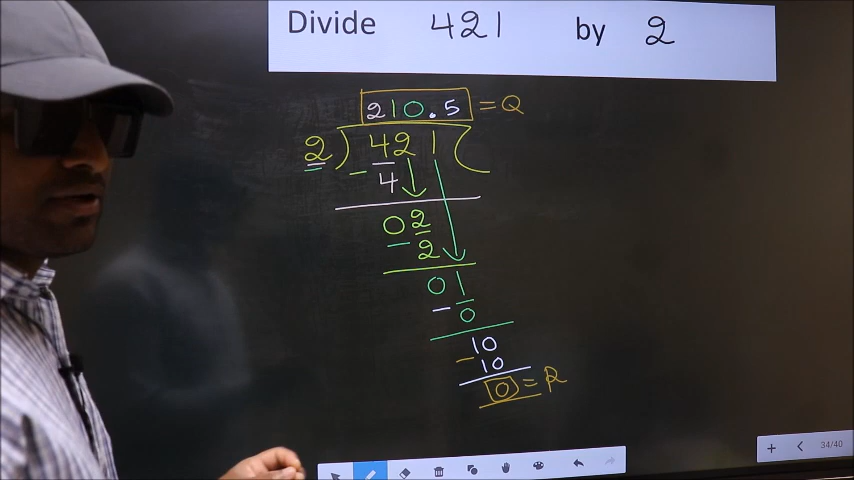 Divide 421 by 2
210.5 = Q
2 ) 421 (
- 4
02
- 2
01
- 0
10
- 10
0 = R
34/40